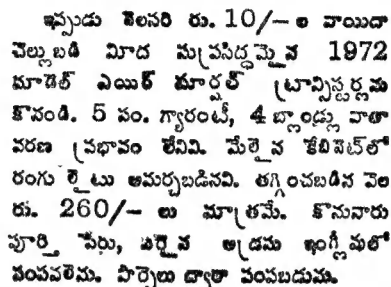 ఇప్పుడు నెలసరి రు. 10/– ల వాయిదా
చెల్లుబడి మీద సుప్రసిద్ధమైన 1972
మాడెల్ ఎయిర్ మార్షల్ ట్రాన్సిస్టర్లను
కొనండి. 5 సం. గ్యారంటీ, 4 బ్యాండ్లు వాతా
వరణ ప్రభావం లేనివి. మేలైన కేబినెట్‌లో
రంగు లైటు అమర్చబడినవి. తగ్గించబడిన వెల
రు. 260/– లు మాత్రమే. కొనువారు
పూర్తి పేరు, సరైన అడ్రసు ఇంగ్లీషులో
పంపవలెను. పార్సెలు ద్వారా పంపబడును.